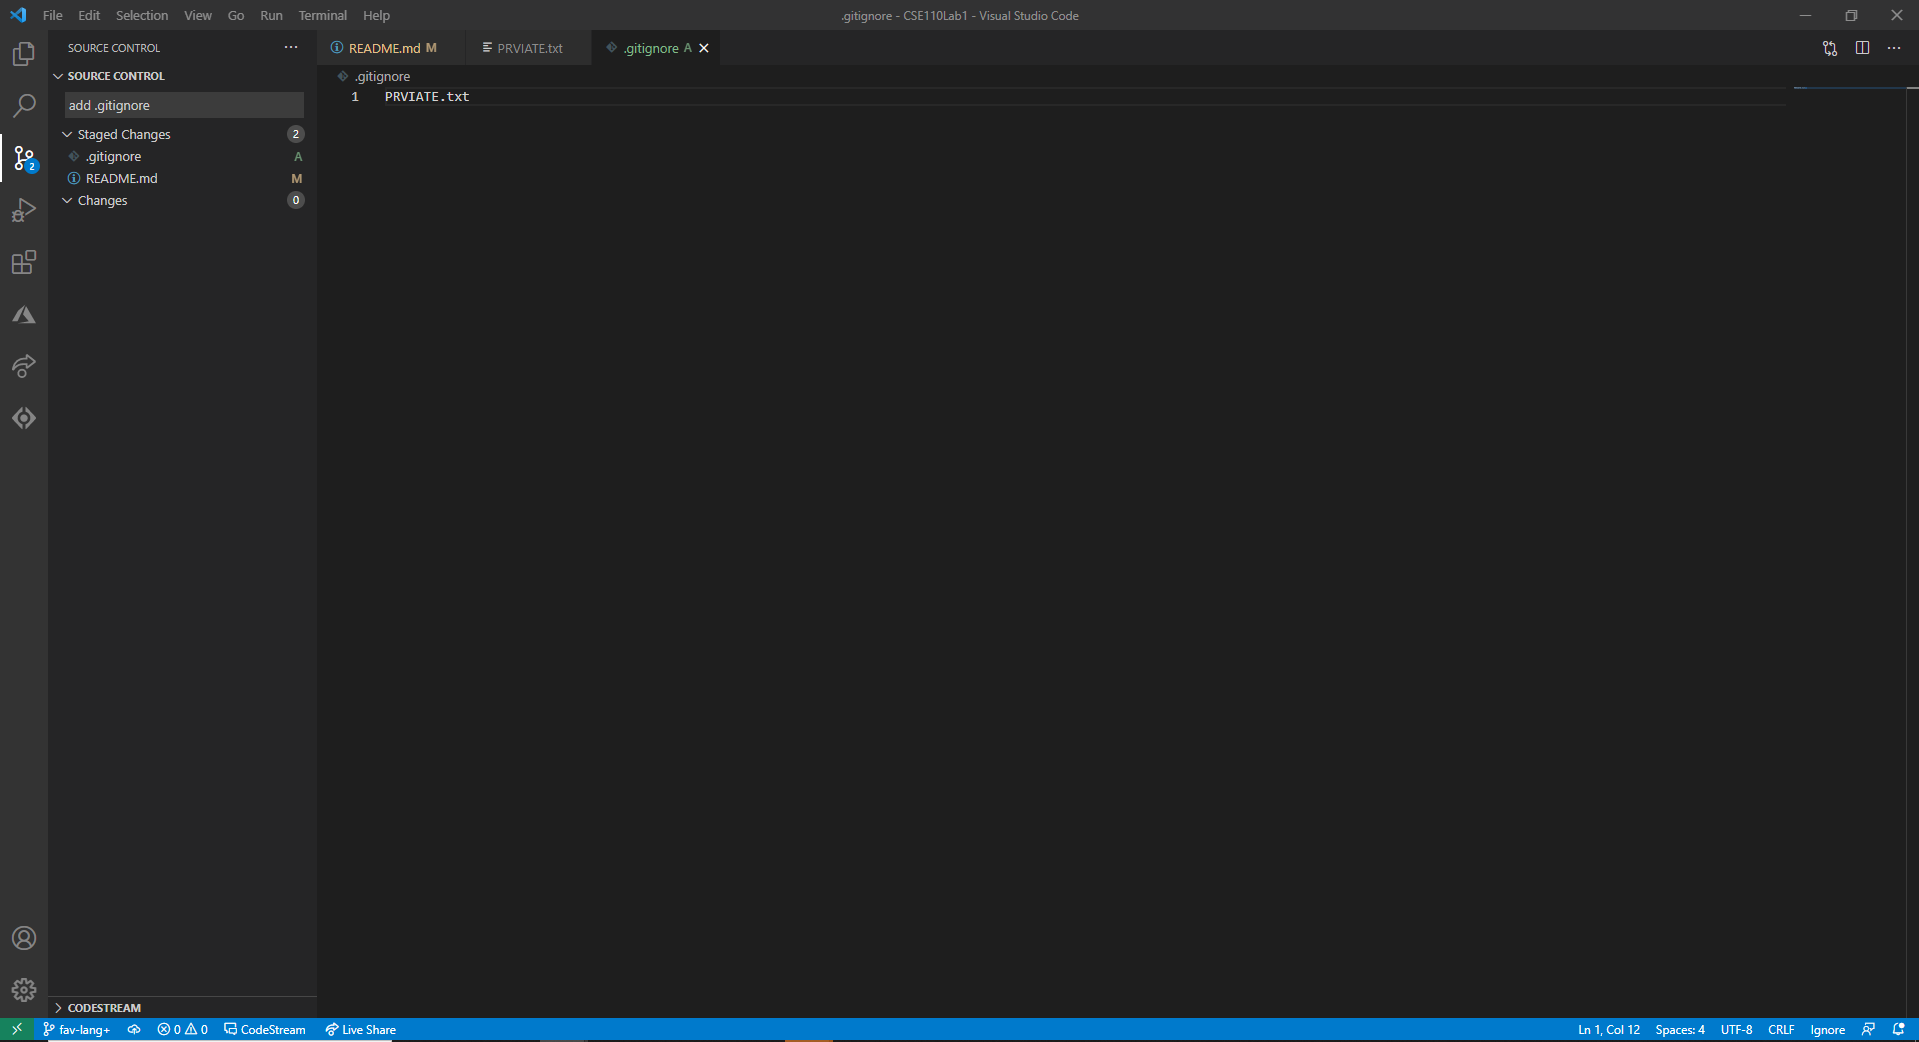 File Edit Selection View Go Run Terminal Help
.gitignore - CSE110Lab1 - Visual Studio Code
SOURCE CONTROL
README.md M
PRVIATE.txt
.gitignore A
SOURCE CONTROL
.gitignore
1 PRVIATE.txt
add .gitignore
Staged Changes 2
.gitignore A
2
README.md M
Changes 0
CODESTREAM
fav-lang+ 0 0 CodeStream Live Share
Ln 1, Col 12 Spaces: 4 UTF-8 CRLF Ignore